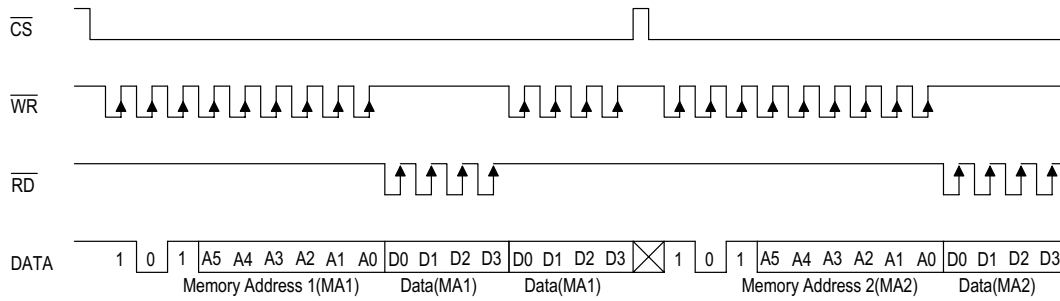 CS
WR
RD
DATA 1 0 1 A5 A4 A3 A2 A1 A0 D0 D1 D2 D3 D0 D1 D2 D3 1 0 1 A5 A4 A3 A2 A1 A0 D0 D1 D2 D3
Memory Address 1(MA1) Data(MA1) Data(MA1) Memory Address 2(MA2) Data(MA2)